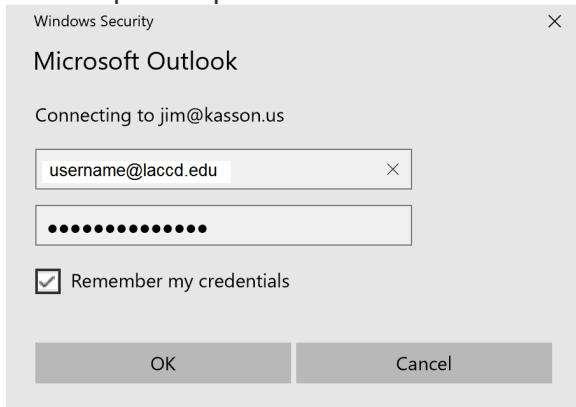 Windows Security
Microsoft Outlook
Connecting to jim@kasson.us
username@laccd.edu
●●●●●●●●●●●●●●
Remember my credentials
OK
Cancel